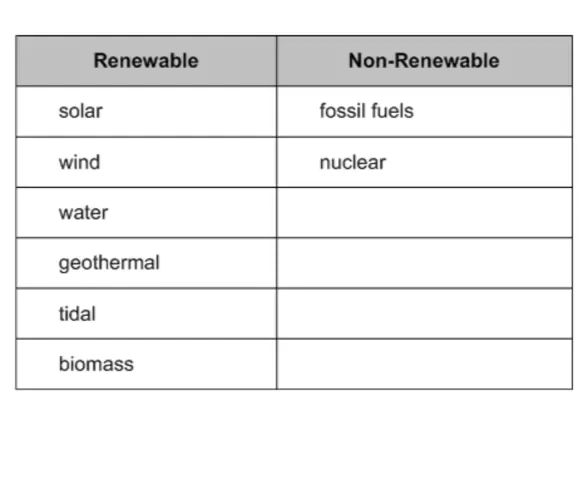 Renewable Non-Renewable
solar fossil fuels
wind nuclear
water
geothermal
tidal
biomass